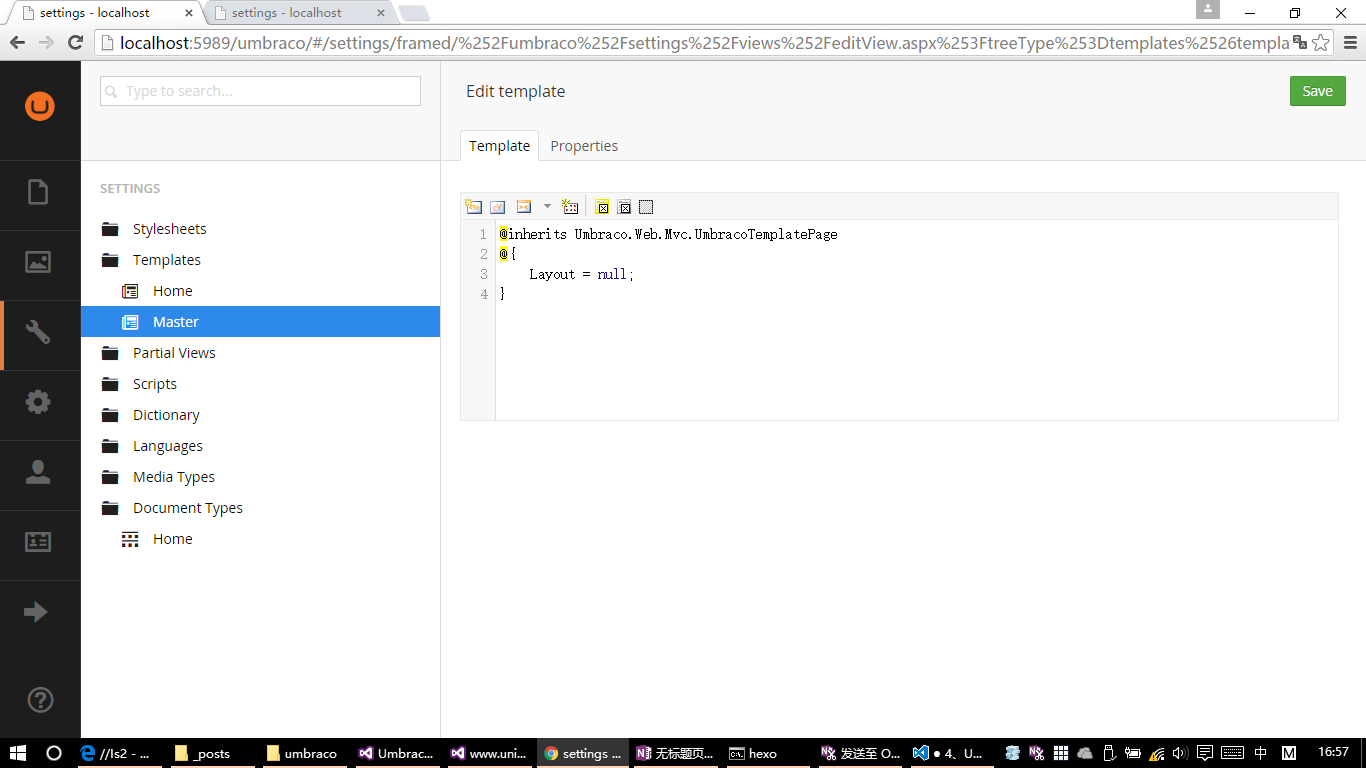 settings - localhost
settings - localhost
localhost:5989/umbraco/#/settings/framed/%252Fumbraco%252Fsettings%252Fviews%252FeditView.aspx%253FtreeType%253Dtemplates%2526templa
Type to search...
Edit template
Save
Template
Properties
SETTINGS
Stylesheets
Templates
Home
Master
Partial Views
Scripts
Dictionary
Languages
Media Types
Document Types
Home
1 @inherits Umbraco.Web.Mvc.UmbracoTemplatePage
2 @{
3 Layout = null;
4 }
//ls2 - ...
_posts
umbraco
Umbrac...
www.uni...
settings ...
无标题页...
hexo
发送至 O...
● 4、U...
中
M
16:57